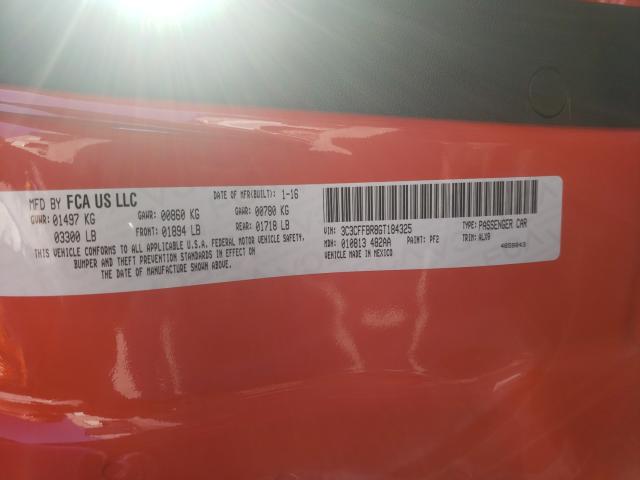 MFD BY FCA US LLC DATE OF MFR(BUILT): 1-16
GVWR: 01497 KG GAWR: 00860 KG GAWR: 00780 KG
03300 LB FRONT: 01894 LB REAR: 01718 LB
THIS VEHICLE CONFORMS TO ALL APPLICABLE U.S.A. FEDERAL MOTOR VEHICLE SAFETY,
BUMPER AND THEFT PREVENTION STANDARDS IN EFFECT ON
THE DATE OF MANUFACTURE SHOWN ABOVE.
VIN: 3C3CFFBR8GT184325 TYPE: PASSENGER CAR
MDH: 010813 482AA PAINT: PF2 TRIM: ALX9
VEHICLE MADE IN MEXICO